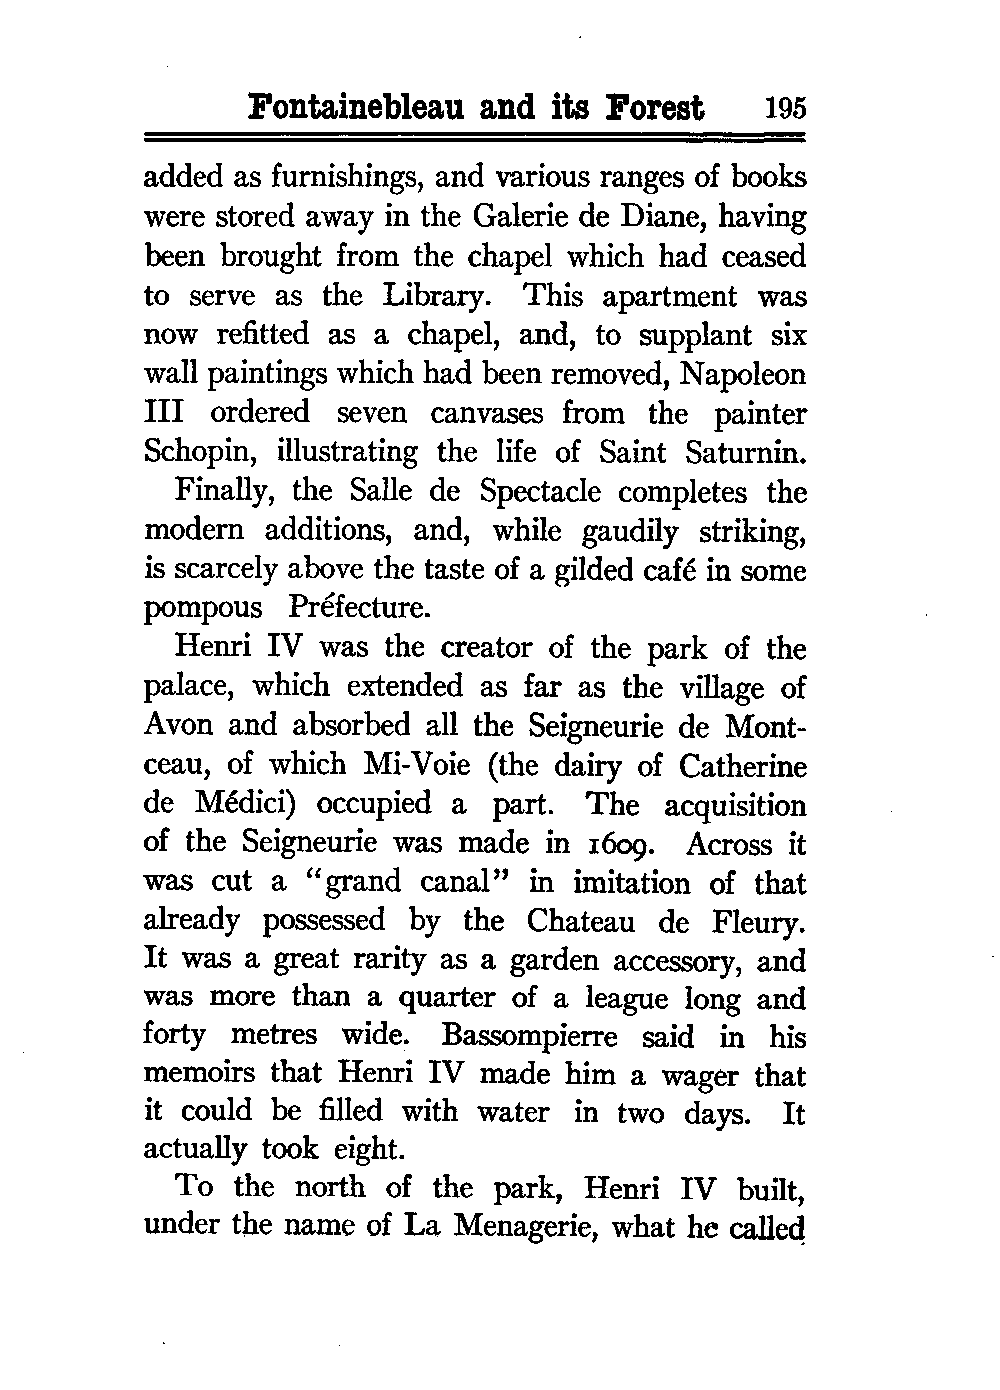 Fontainebleau and its Forest 195
added as furnishings, and various ranges of books
were stored away in the Galerie de Diane, having
been brought from the chapel which had ceased
to serve as the Library. This apartment was
now refitted as a chapel, and, to supplant six
wall paintings which had been removed, Napoleon
III ordered seven canvases from the painter
Schopin, illustrating the life of Saint Saturnin.
Finally, the Salle de Spectacle completes the
modern additions, and, while gaudily striking,
is scarcely above the taste of a gilded café in some
pompous Préfecture.
Henri IV was the creator of the park of the
palace, which extended as far as the village of
Avon and absorbed all the Seigneurie de Mont-
ceau, of which Mi-Voie (the dairy of Catherine
de Médici) occupied a part. The acquisition
of the Seigneurie was made in 1609. Across it
was cut a "grand canal" in imitation of that
already possessed by the Chateau de Fleury.
It was a great rarity as a garden accessory, and
was more than a quarter of a league long and
forty metres wide. Bassompierre said in his
memoirs that Henri IV made him a wager that
it could be filled with water in two days. It
actually took eight.
To the north of the park, Henri IV built,
under the name of La Menagerie, what he called